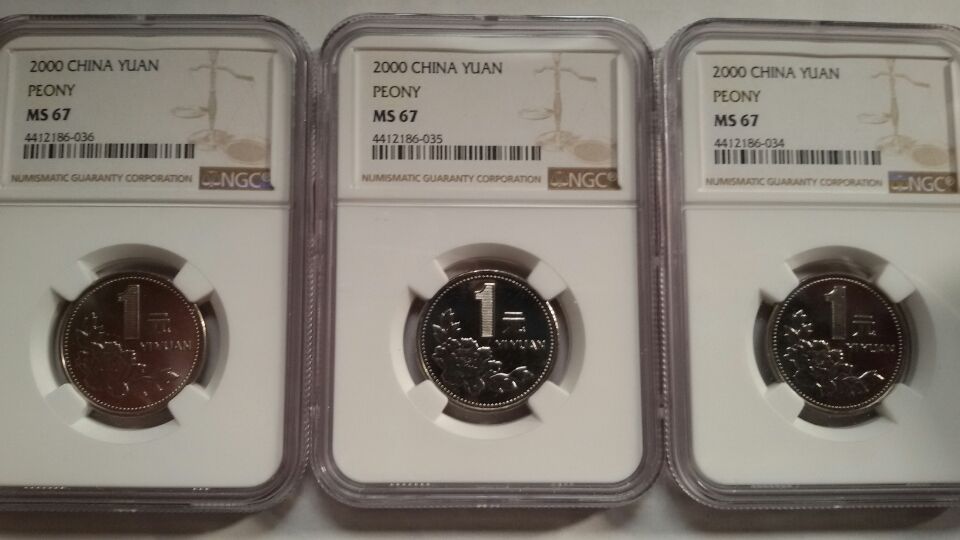 2000 CHINA YUAN
PEONY
MS 67
4412186-036
NUMISMATIC GUARANTY CORPORATION NGC®
1元
YI YUAN
2000 CHINA YUAN
PEONY
MS 67
4412186-035
NUMISMATIC GUARANTY CORPORATION NGC®
1元
YI YUAN
2000 CHINA YUAN
PEONY
MS 67
4412186-034
NUMISMATIC GUARANTY CORPORATION NGC®
1元
YI YUAN